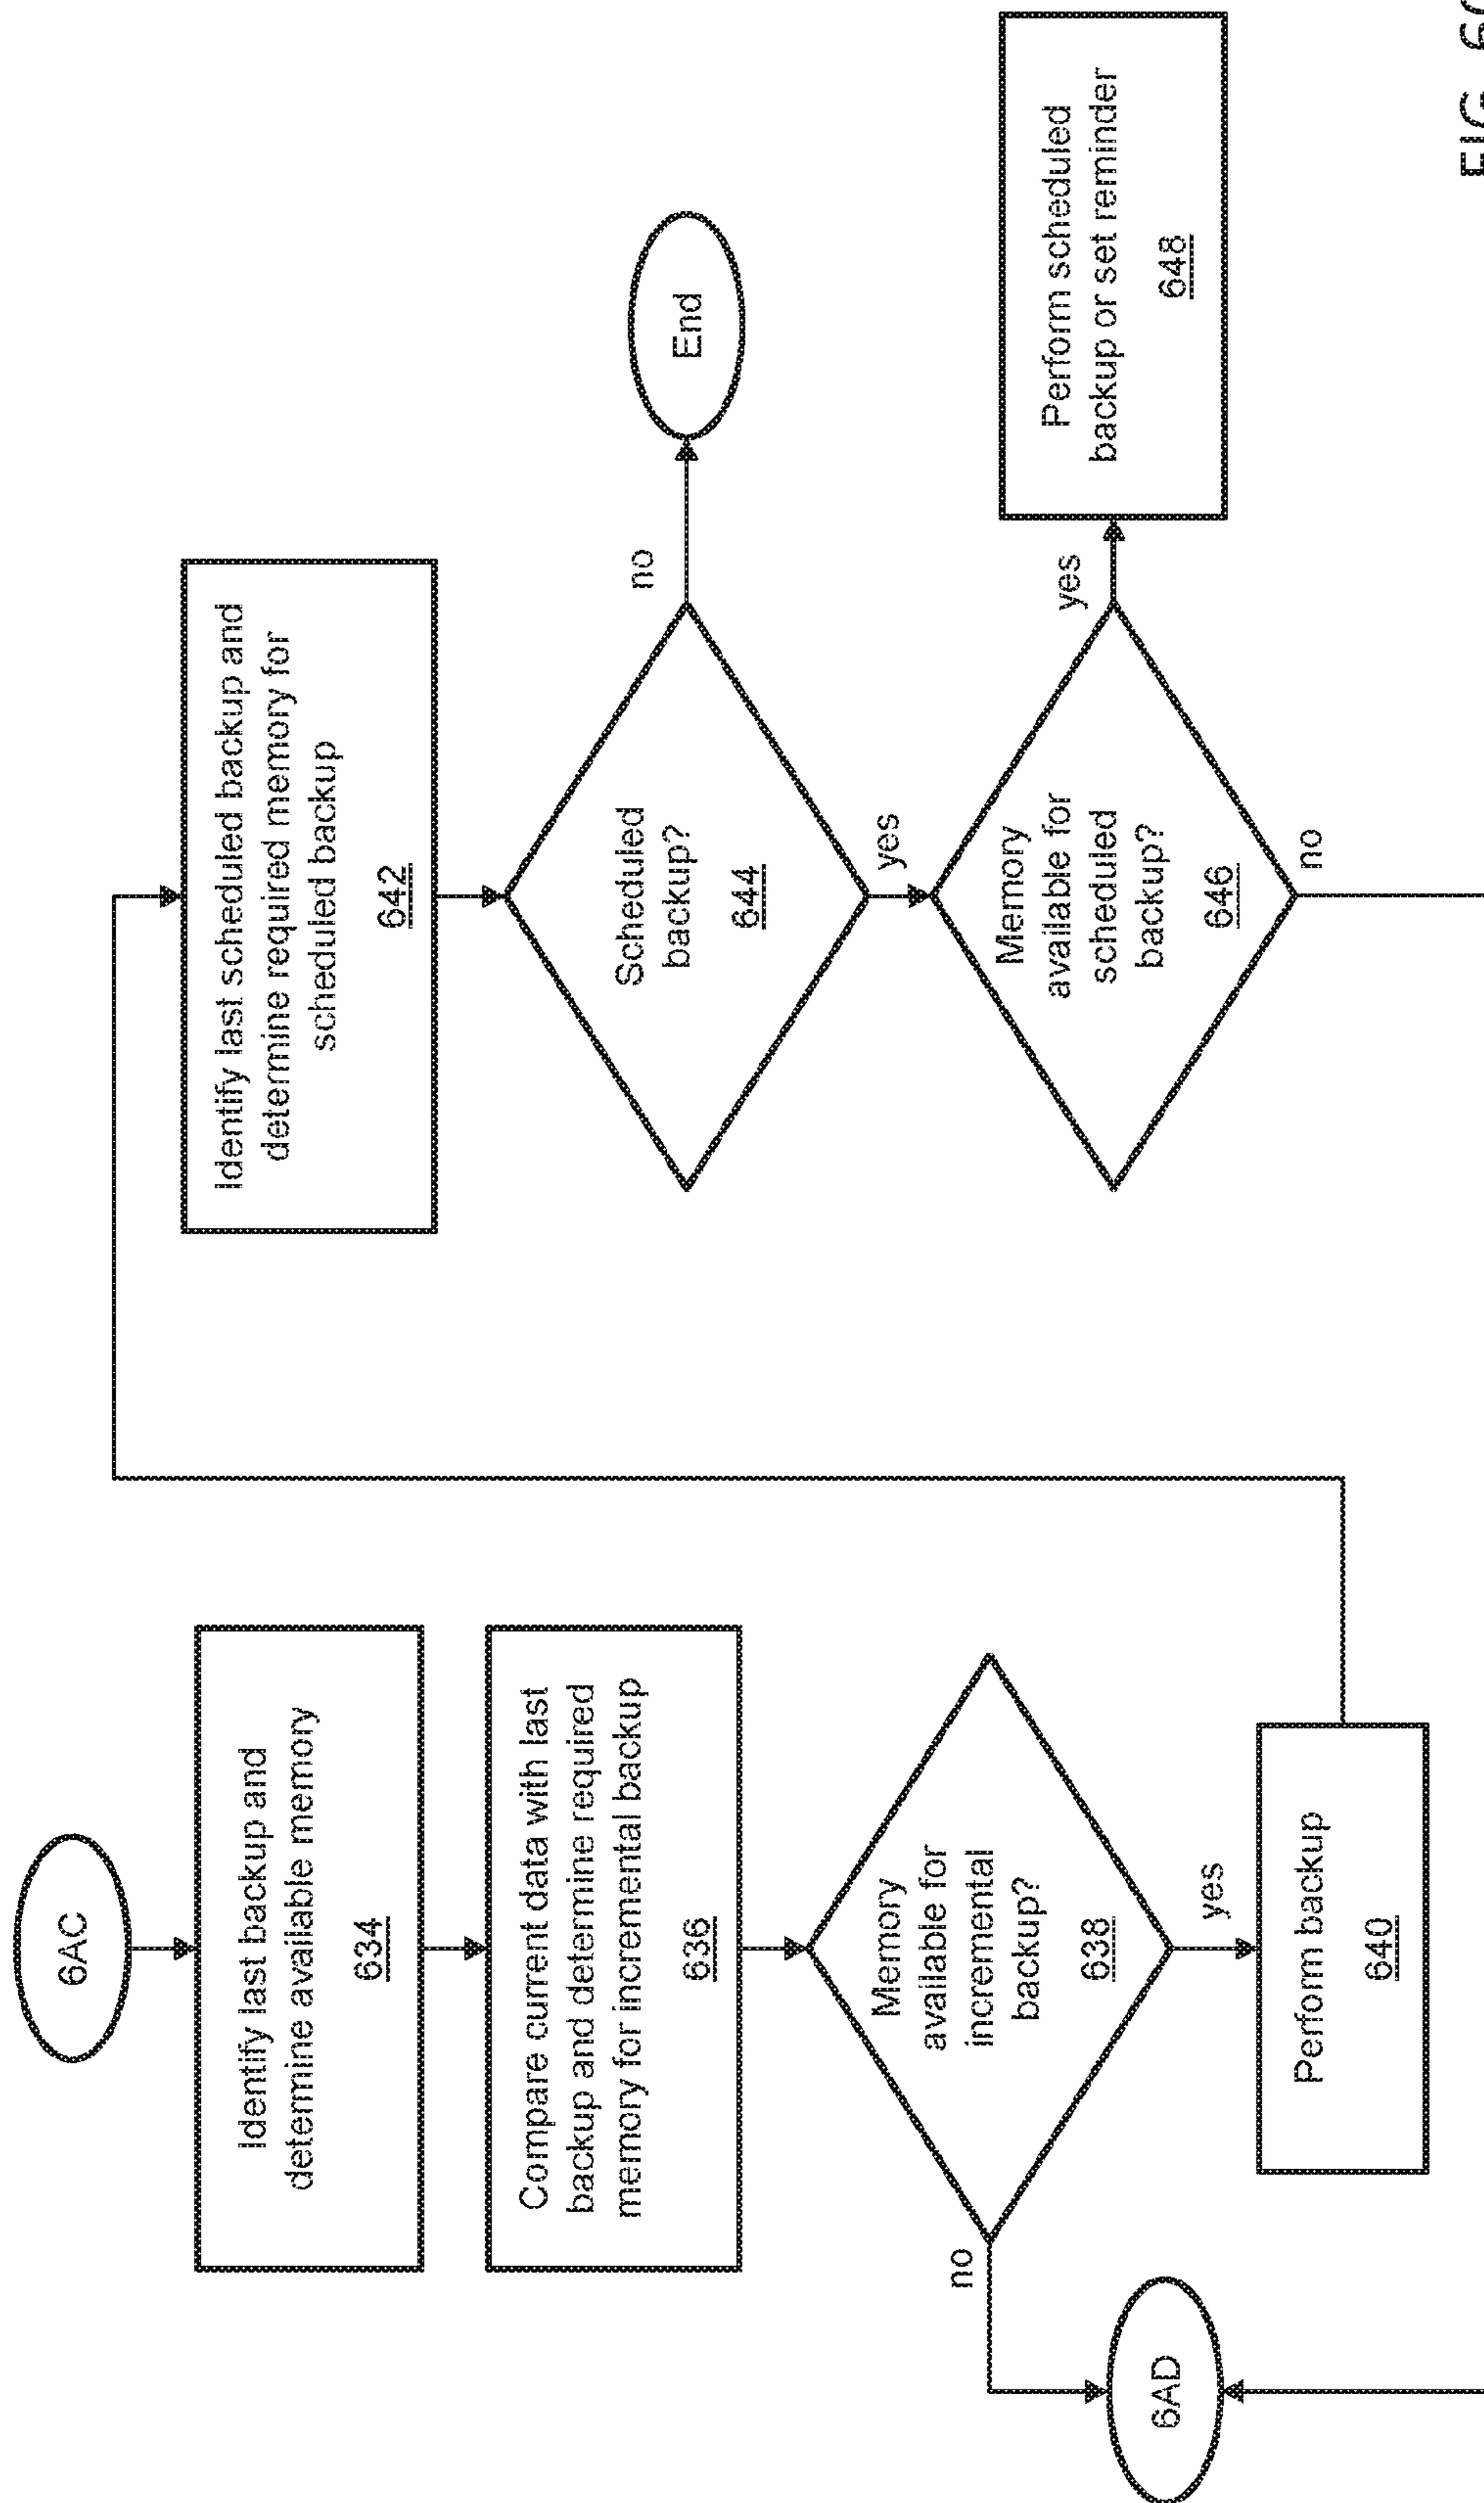 6AC
Identify last backup and
determine available memory
634
Compare current data with last
backup and determine required
memory for incremental backup
636
Memory
available for
incremental
backup?
638
no
yes
6AD
Perform backup
640
Identify last scheduled backup and
determine required memory for
scheduled backup
642
Scheduled
backup?
644
no
End
yes
Memory
available for
scheduled
backup?
646
yes
no
Perform scheduled
backup or set reminder
648
FIG.